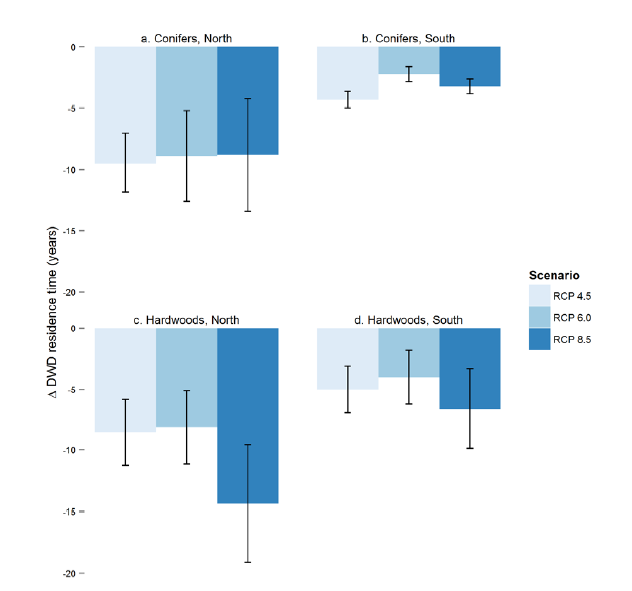 a. Conifers, North
b. Conifers, South
0
-5
-10
-15
-20
Δ DWD residence time (years)
c. Hardwoods, North
d. Hardwoods, South
0
-5
-10
-15
-20
Scenario
RCP 4.5
RCP 6.0
RCP 8.5